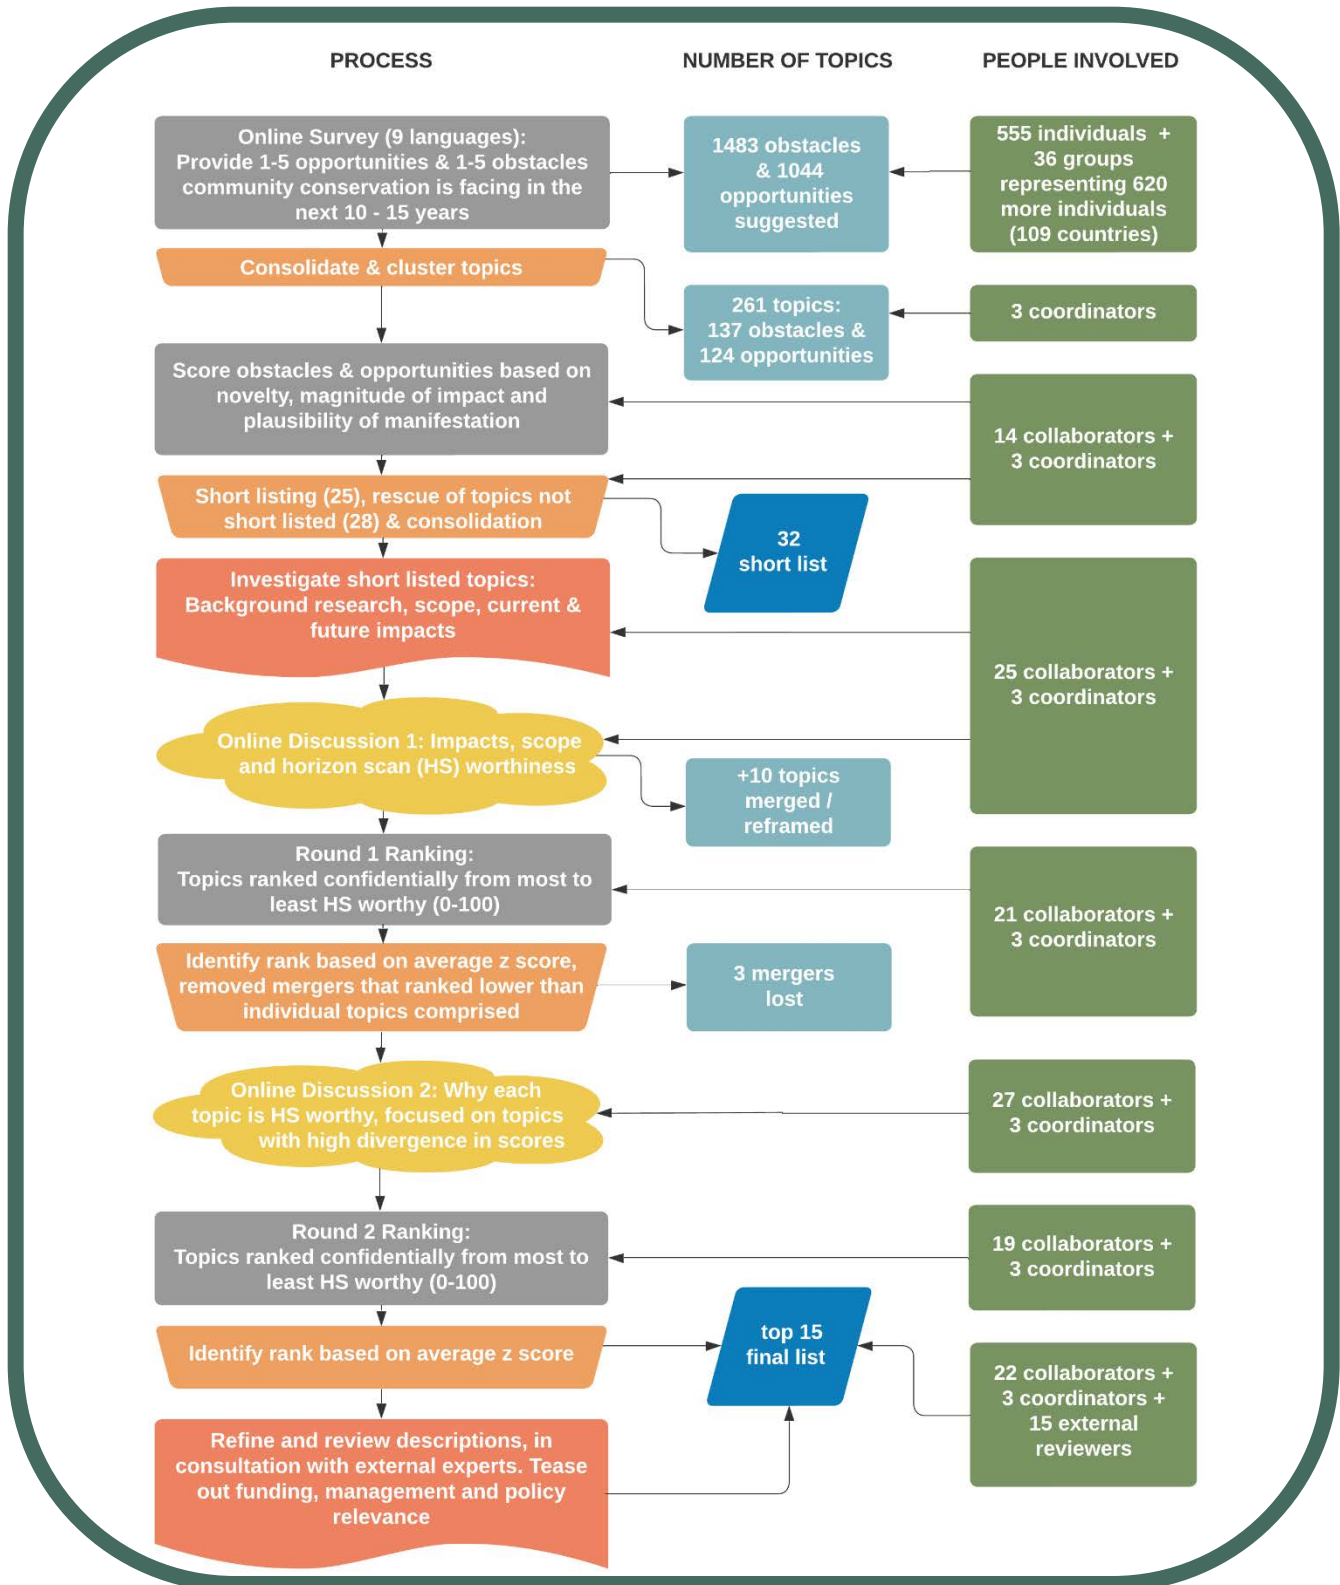 PROCESS
NUMBER OF TOPICS
PEOPLE INVOLVED
Online Survey (9 languages):
Provide 1-5 opportunities & 1-5 obstacles
community conservation is facing in the
next 10 - 15 years
1483 obstacles
& 1044
opportunities
suggested
555 individuals +
36 groups
representing 620
more individuals
(109 countries)
Consolidate & cluster topics
261 topics:
137 obstacles &
124 opportunities
3 coordinators
Score obstacles & opportunities based on
novelty, magnitude of impact and
plausibility of manifestation
14 collaborators +
3 coordinators
Short listing (25), rescue of topics not
short listed (28) & consolidation
32
short list
Investigate short listed topics:
Background research, scope, current &
future impacts
25 collaborators +
3 coordinators
Online Discussion 1: Impacts, scope
and horizon scan (HS) worthiness
+10 topics
merged /
reframed
Round 1 Ranking:
Topics ranked confidentially from most to
least HS worthy (0-100)
21 collaborators +
3 coordinators
Identify rank based on average z score,
removed mergers that ranked lower than
individual topics comprised
3 mergers
lost
Online Discussion 2: Why each
topic is HS worthy, focused on topics
with high divergence in scores
27 collaborators +
3 coordinators
Round 2 Ranking:
Topics ranked confidentially from most to
least HS worthy (0-100)
19 collaborators +
3 coordinators
Identify rank based on average z score
top 15
final list
22 collaborators +
3 coordinators +
15 external
reviewers
Refine and review descriptions, in
consultation with external experts. Tease
out funding, management and policy
relevance